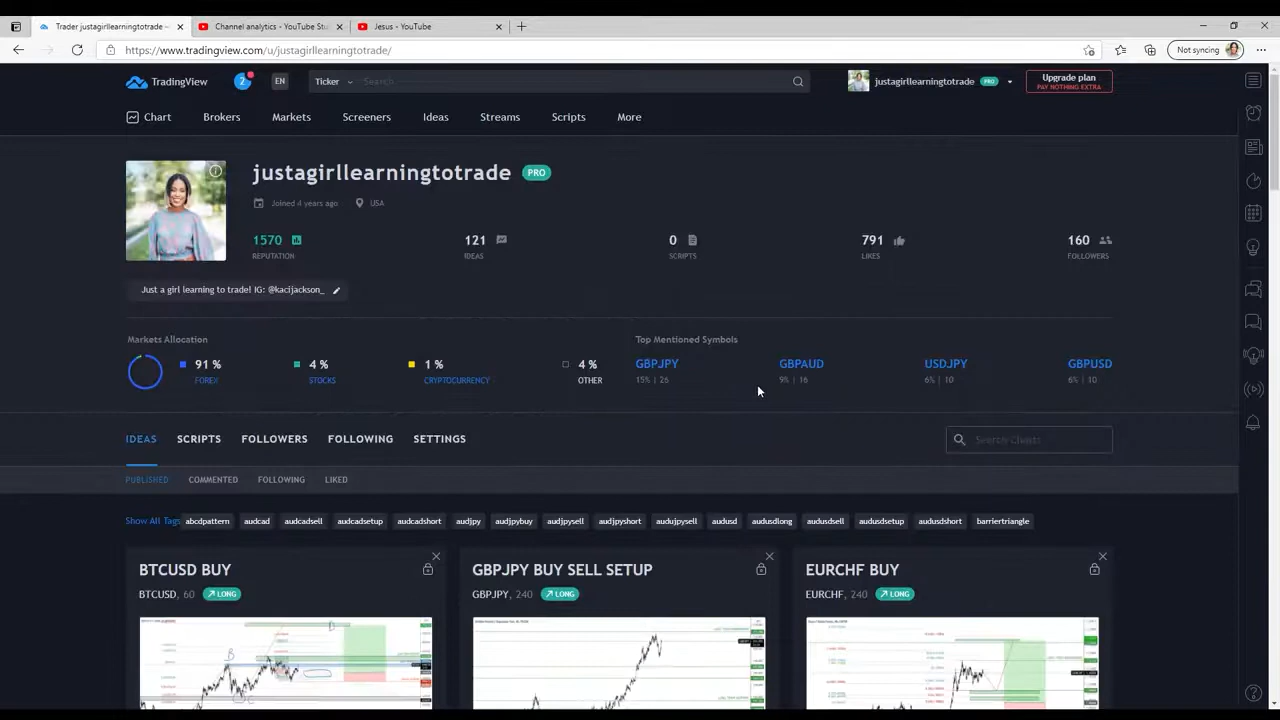 Trader justagirllearningtotrade —
Channel analytics - YouTube Stu
Jesus - YouTube
https://www.tradingview.com/u/justagirllearningtotrade/
Not syncing
TradingView
2
EN
Ticker
Search
justagirllearningtotrade PRO
Upgrade plan
PAY NOTHING EXTRA
Chart Brokers Markets Screeners Ideas Streams Scripts More
justagirllearningtotrade PRO
Joined 4 years ago USA
1570 121 0 791 160
REPUTATION IDEAS SCRIPTS LIKES FOLLOWERS
Just a girl learning to trade! IG: @kacijackson_
Markets Allocation Top Mentioned Symbols
91 % 4 % 1 % 4 % GBPJPY GBPAUD USDJPY GBPUSD
FOREX STOCKS CRYPTOCURRENCY OTHER 15% | 26 9% | 16 6% | 10 6% | 10
IDEAS SCRIPTS FOLLOWERS FOLLOWING SETTINGS Search Charts
PUBLISHED COMMENTED FOLLOWING LIKED
Show All Tags abcdpattern audcad audcadsell audcadsetup audcadshort audjpy audjpybuy audjpysell audjpyshort audujpysell audusd audusdlong audusdsell audusdsetup audusdshort barriertriangle
BTCUSD BUY GBPJPY BUY SELL SETUP EURCHF BUY
BTCUSD, 60 LONG GBPJPY, 240 LONG EURCHF, 240 LONG